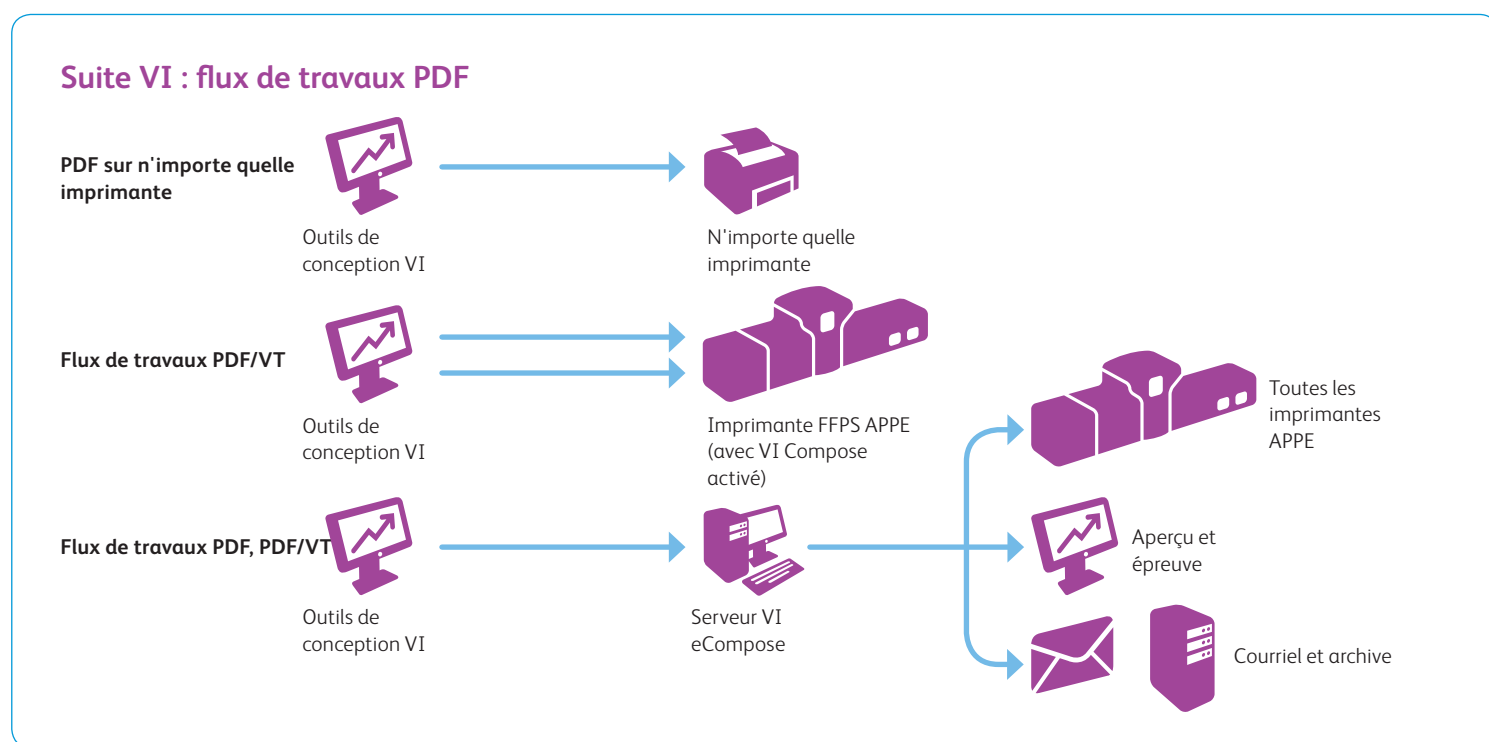 Suite VI : flux de travaux PDF
PDF sur n'importe quelle
imprimante
Outils de
conception VI
N'importe quelle
imprimante
Flux de travaux PDF/VT
Outils de
conception VI
Imprimante FFPS APPE
(avec VI Compose
activé)
Toutes les
imprimantes
APPE
Flux de travaux PDF, PDF/VT
Outils de
conception VI
Serveur VI
eCompose
Aperçu et
épreuve
Courriel et archive